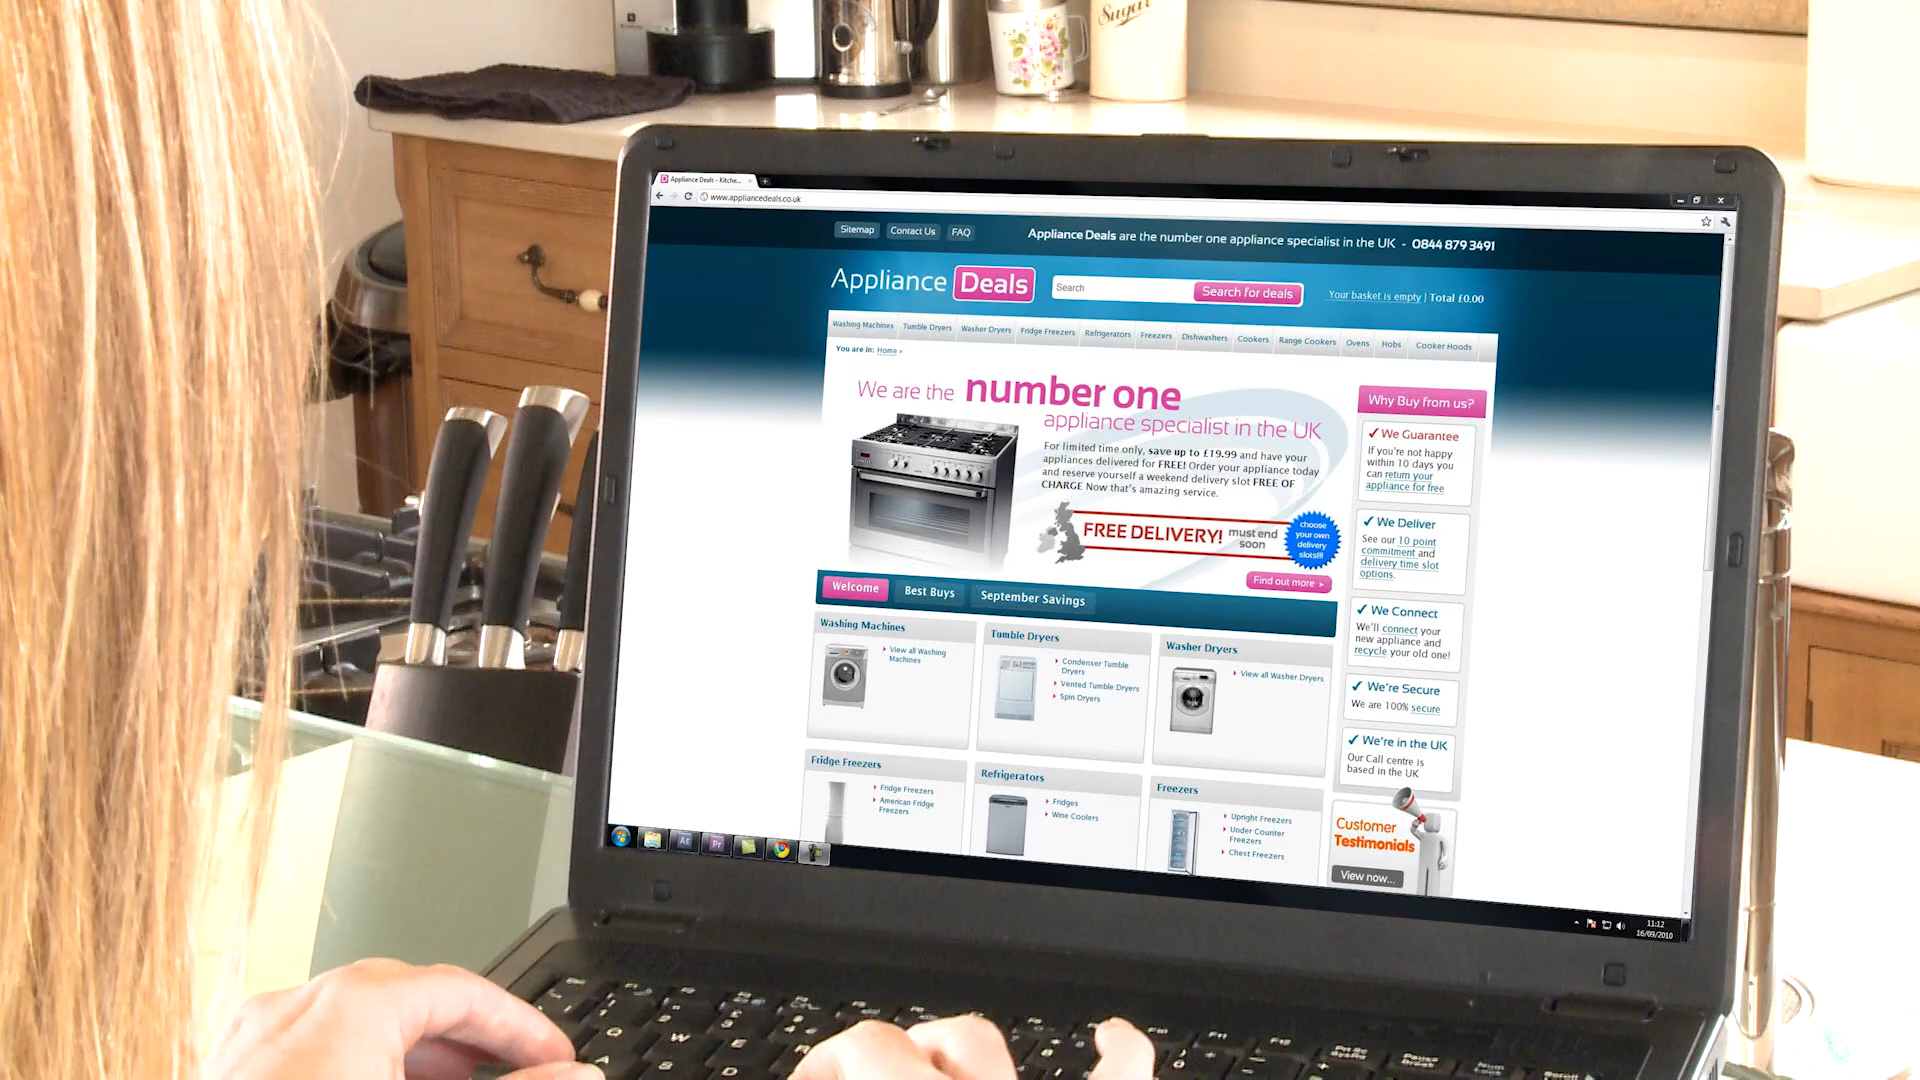 Sugar
Appliance Deals - Kitche...
www.appliancedeals.co.uk
Sitemap Contact Us FAQ Appliance Deals are the number one appliance specialist in the UK - 0844 879 3491
Appliance Deals Search Search for deals Your basket is empty | Total £0.00
Washing Machines Tumble Dryers Washer Dryers Fridge Freezers Refrigerators Freezers Dishwashers Cookers Range Cookers Ovens Hobs Cooker Hoods
You are in: Home »
We are the number one
appliance specialist in the UK
For limited time only, save up to £19.99 and have your
appliances delivered for FREE! Order your appliance today
and reserve yourself a weekend delivery slot FREE OF
CHARGE Now that's amazing service.
FREE DELIVERY! must end
soon
choose
your own
delivery
slots!!!
Find out more >
Why Buy from us?
✓ We Guarantee
If you're not happy
within 10 days you
can return your
appliance for free
✓ We Deliver
See our 10 point
commitment and
delivery time slot
options.
✓ We Connect
We'll connect your
new appliance and
recycle your old one!
✓ We're Secure
We are 100% secure
✓ We're in the UK
Our Call centre is
based in the UK
Customer
Testimonials
View now...
Welcome Best Buys September Savings
Washing Machines
View all Washing
Machines
Tumble Dryers
Condenser Tumble
Dryers
Vented Tumble Dryers
Spin Dryers
Washer Dryers
View all Washer Dryers
Fridge Freezers
Fridge Freezers
American Fridge
Freezers
Refrigerators
Fridges
Wine Coolers
Freezers
Upright Freezers
Under Counter
Freezers
Chest Freezers
Ae Pr
11:12
16/09/2010
Q W E R
A D